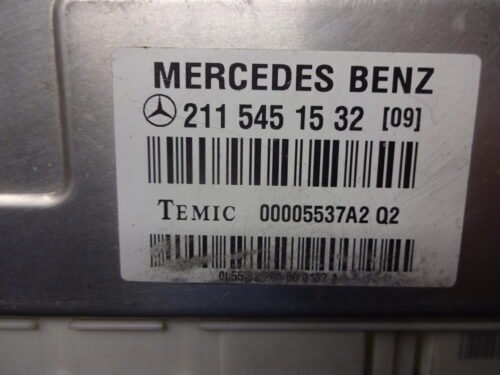 MERCEDES BENZ
211 545 15 32 [09]
TEMIC 00005537A2 Q2